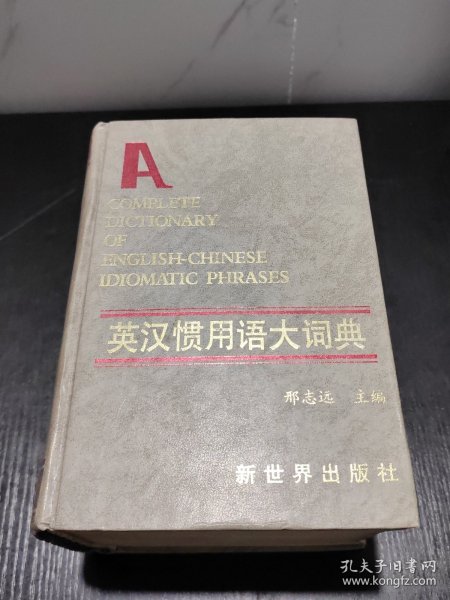 A
COMPLETE
DICTIONARY
OF
ENGLISH-CHINESE
IDIOMATIC PHRASES
英汉惯用语大词典
邢志远 主编
新世界出版社
孔夫子旧书网
www.kongfz.com